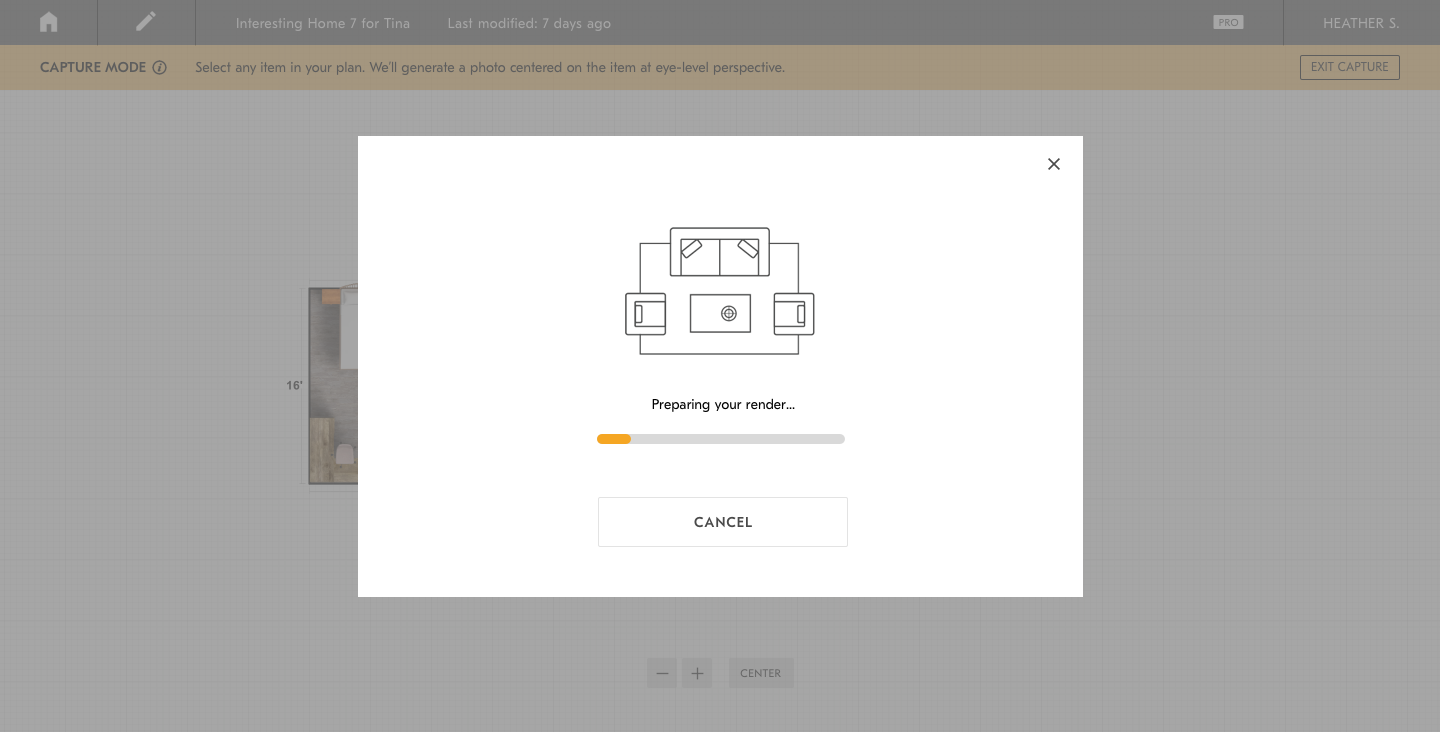 Interesting Home 7 for Tina
Last modified: 7 days ago
PRO
HEATHER S.
CAPTURE MODE
Select any item in your plan. We'll generate a photo centered on the item at eye-level perspective.
EXIT CAPTURE
16'
Preparing your render...
CANCEL
CENTER